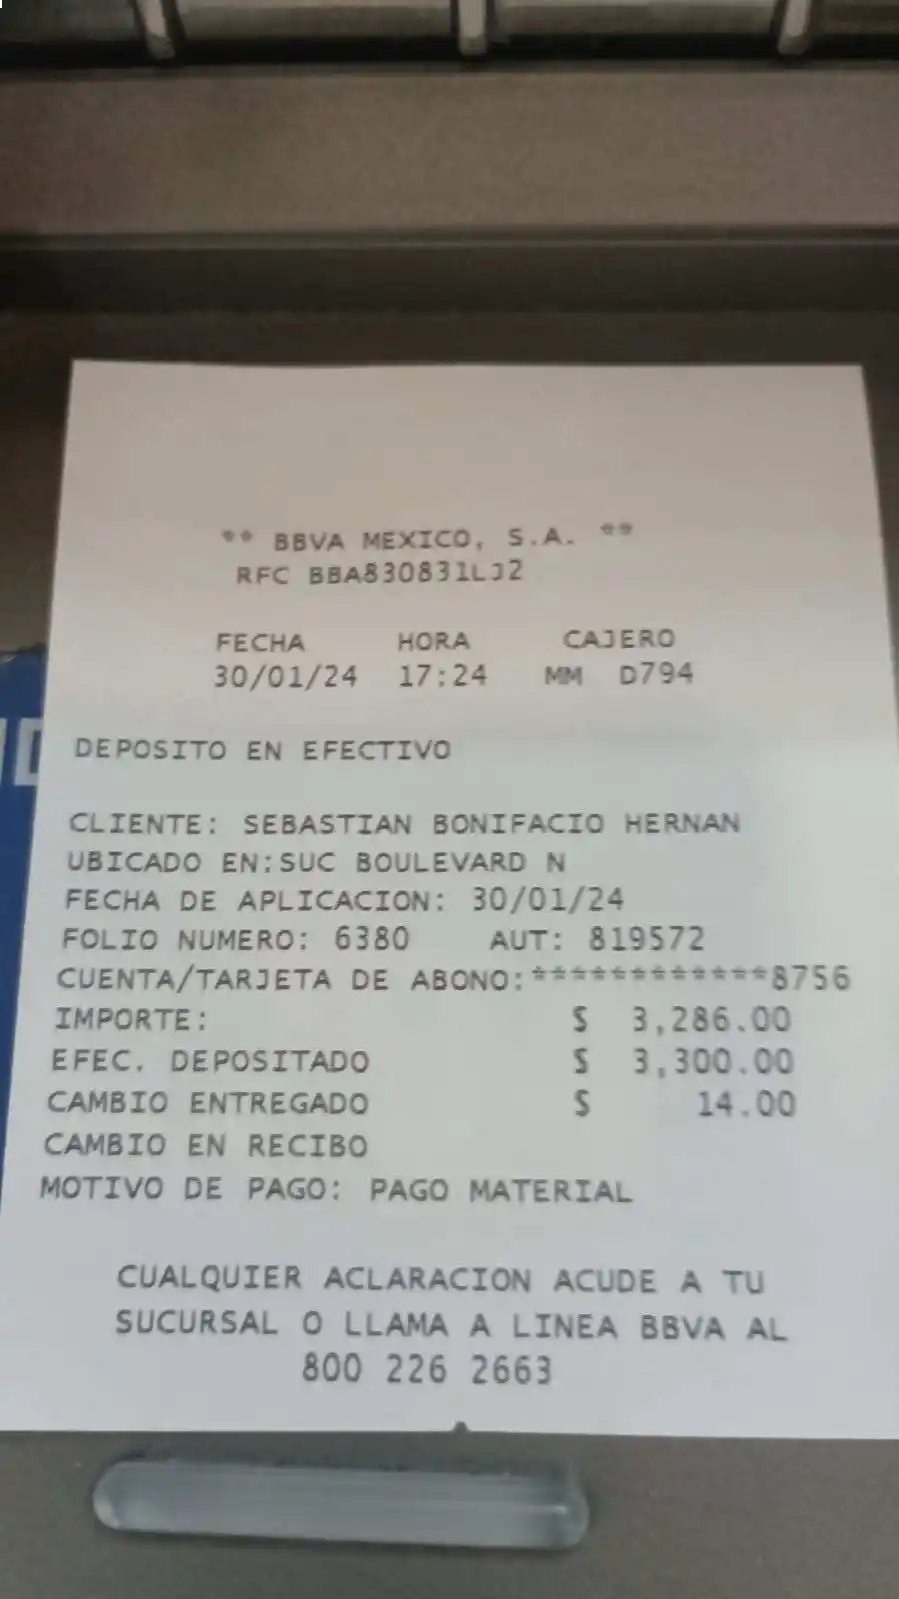 ** BBVA MEXICO, S.A. **
RFC BBA830831LJ2
FECHA HORA CAJERO
30/01/24 17:24 MM D794
DEPOSITO EN EFECTIVO
CLIENTE: SEBASTIAN BONIFACIO HERNAN
UBICADO EN:SUC BOULEVARD N
FECHA DE APLICACION: 30/01/24
FOLIO NUMERO: 6380 AUT: 819572
CUENTA/TARJETA DE ABONO:************8756
IMPORTE: $ 3,286.00
EFEC. DEPOSITADO $ 3,300.00
CAMBIO ENTREGADO $ 14.00
CAMBIO EN RECIBO
MOTIVO DE PAGO: PAGO MATERIAL
CUALQUIER ACLARACION ACUDE A TU
SUCURSAL O LLAMA A LINEA BBVA AL
800 226 2663